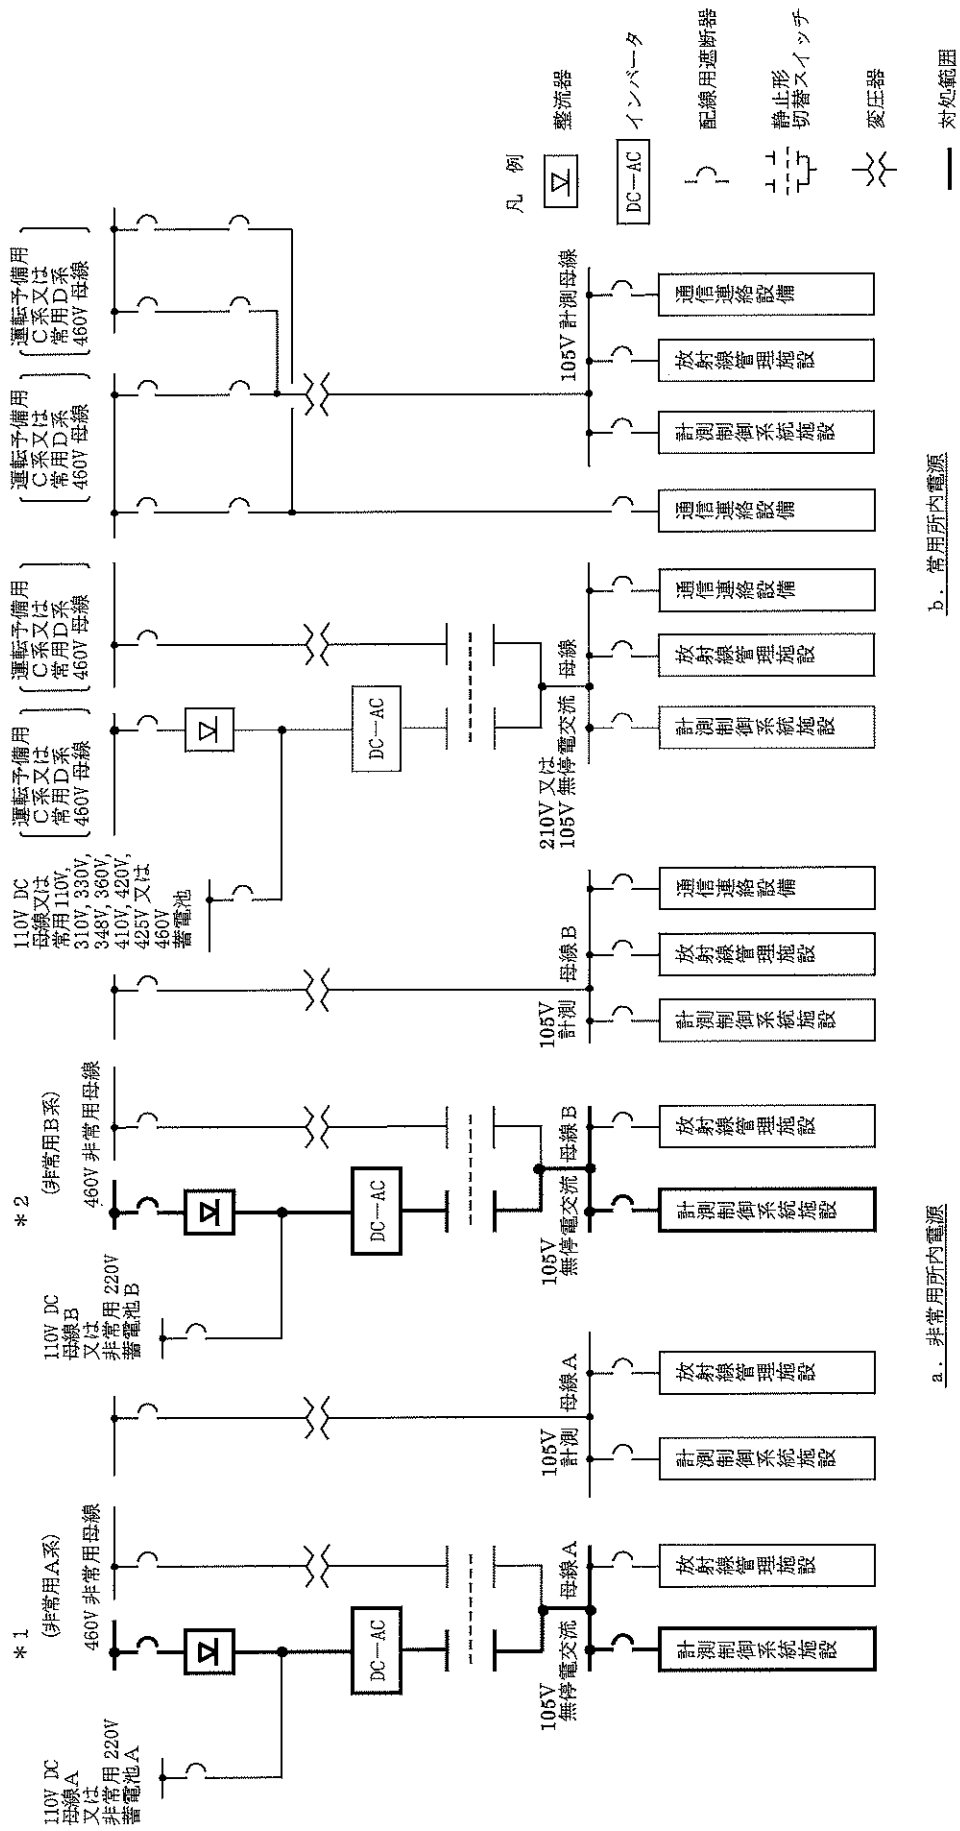 *1
(非常用A系)
460V 非常用母線
110V DC
母線A
又は
非常用 220V
蓄電池A
DC―AC
105V
無停電交流
母線A
計測制御系統施設
放射線管理施設
105V
計測
母線A
計測制御系統施設
放射線管理施設
*2
(非常用B系)
460V 非常用母線
110V DC
母線B
又は
非常用 220V
蓄電池B
DC―AC
105V
無停電交流
母線B
計測制御系統施設
放射線管理施設
105V
計測
母線B
計測制御系統施設
放射線管理施設
通信連絡設備
a. 非常用所内電源
110V DC
母線又は
常用 110V,
310V, 330V,
348V, 360V,
410V, 420V,
425V 又は
460V
蓄電池
運転予備用
C系又は
常用D系
460V 母線
運転予備用
C系又は
常用D系
460V 母線
DC―AC
210V 又は
105V 無停電交流
母線
計測制御系統施設
放射線管理施設
通信連絡設備
運転予備用
C系又は
常用D系
460V 母線
運転予備用
C系又は
常用D系
460V 母線
通信連絡設備
105V 計測母線
計測制御系統施設
放射線管理施設
通信連絡設備
b. 常用所内電源
凡 例
整流器
DC―AC
インバータ
配線用遮断器
静止形
切替スイッチ
変圧器
対処範囲